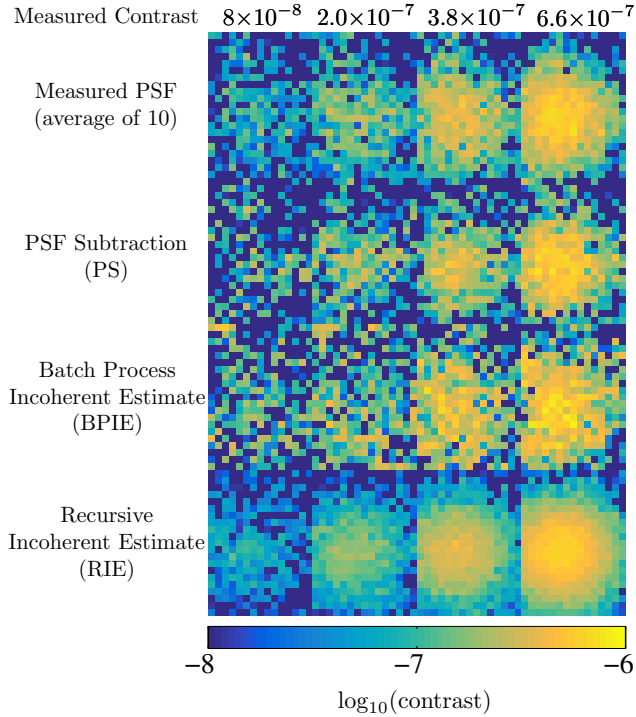 Measured Contrast 8×10⁻⁸ 2.0×10⁻⁷ 3.8×10⁻⁷ 6.6×10⁻⁷
Measured PSF
(average of 10)
PSF Subtraction
(PS)
Batch Process
Incoherent Estimate
(BPIE)
Recursive
Incoherent Estimate
(RIE)
−8 −7 −6
log₁₀(contrast)